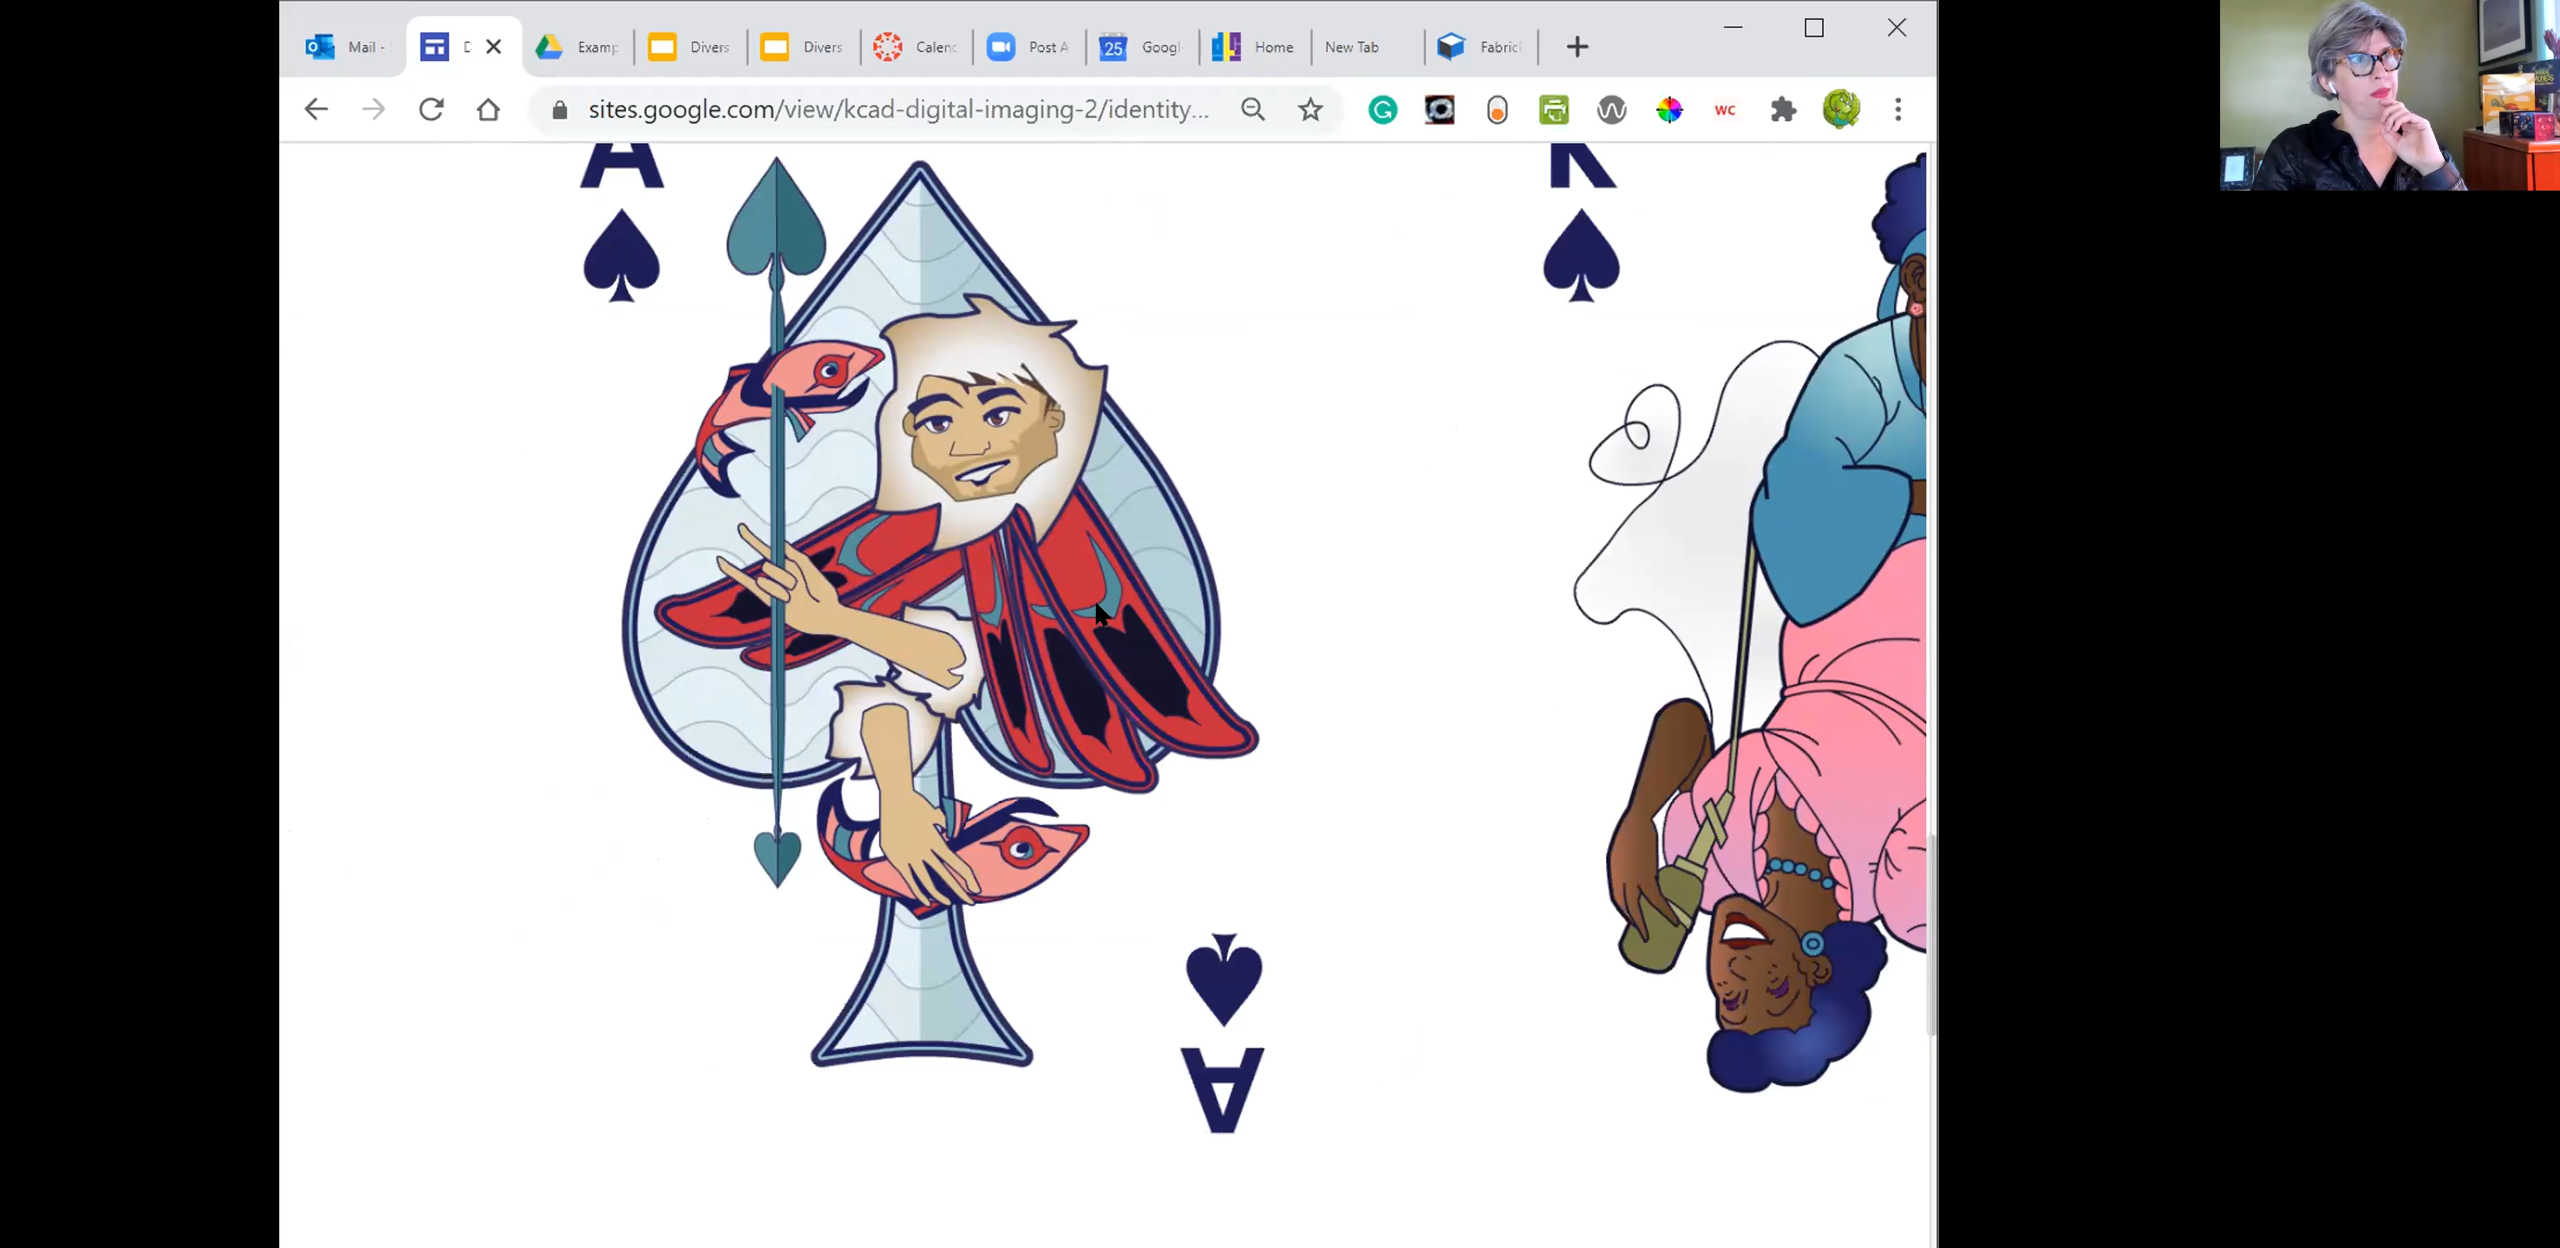 Mail -
D
Examp
Divers
Divers
Calenc
Post A
25
Googl
Home
New Tab
Fabric
sites.google.com/view/kcad-digital-imaging-2/identity...
WC
A
K
A